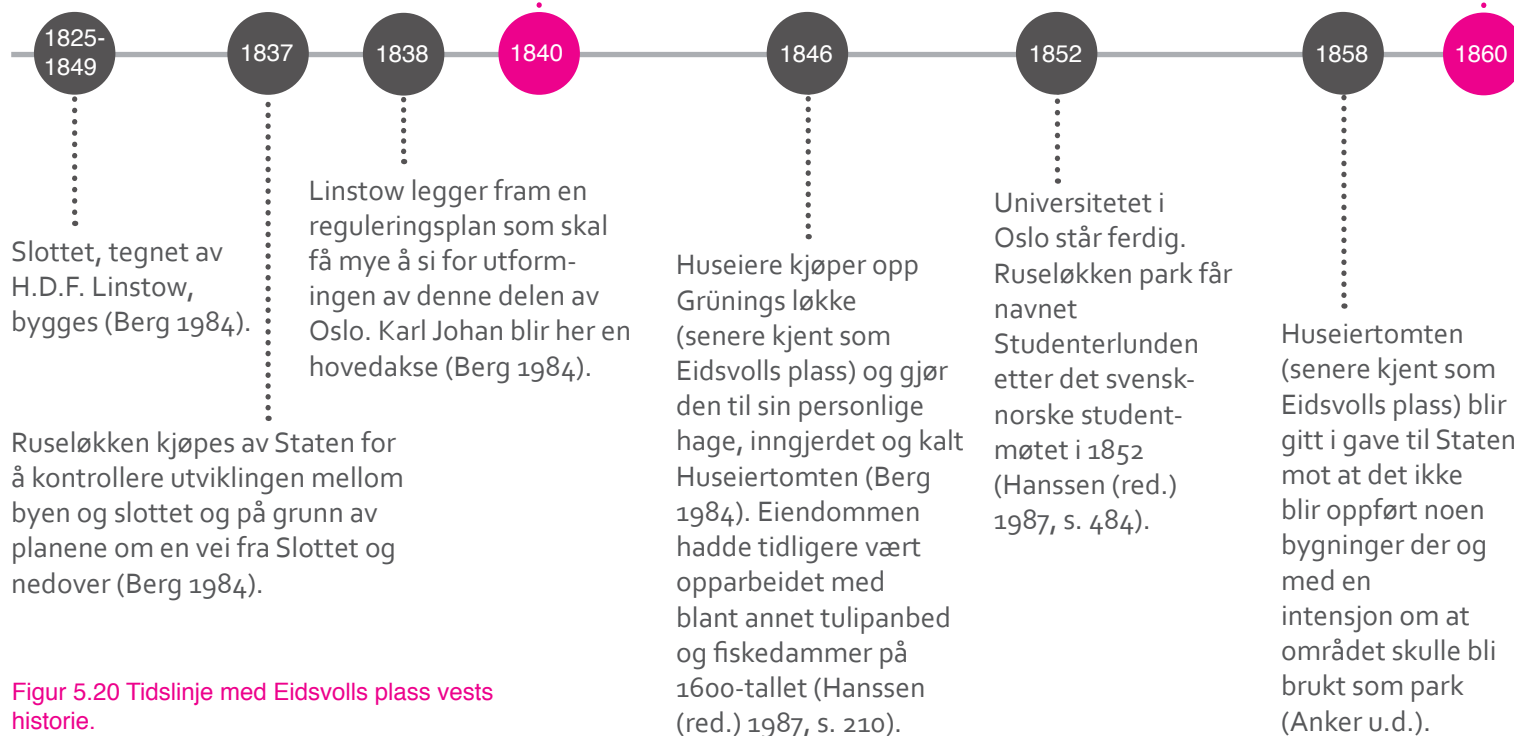 1825-
1849
1837
1838
1840
1846
1852
1858
1860
Slottet, tegnet av
H.D.F. Linstow,
bygges (Berg 1984).
Ruseløkken kjøpes av Staten for
å kontrollere utviklingen mellom
byen og slottet og på grunn av
planene om en vei fra Slottet og
nedover (Berg 1984).
Linstow legger fram en
reguleringsplan som skal
få mye å si for utform-
ingen av denne delen av
Oslo. Karl Johan blir her en
hovedakse (Berg 1984).
Huseiere kjøper opp
Grünings løkke
(senere kjent som
Eidsvolls plass) og gjør
den til sin personlige
hage, inngjerdet og kalt
Huseiertomten (Berg
1984). Eiendommen
hadde tidligere vært
opparbeidet med
blant annet tulipanbed
og fiskedammer på
1600-tallet (Hanssen
(red.) 1987, s. 210).
Universitetet i
Oslo står ferdig.
Ruseløkken park får
navnet
Studenterlunden
etter det svensk-
norske student-
møtet i 1852
(Hanssen (red.)
1987, s. 484).
Huseiertomten
(senere kjent som
Eidsvolls plass) blir
gitt i gave til Staten
mot at det ikke
blir oppført noen
bygninger der og
med en
intensjon om at
området skulle bli
brukt som park
(Anker u.d.).
Figur 5.20 Tidslinje med Eidsvolls plass vests
historie.